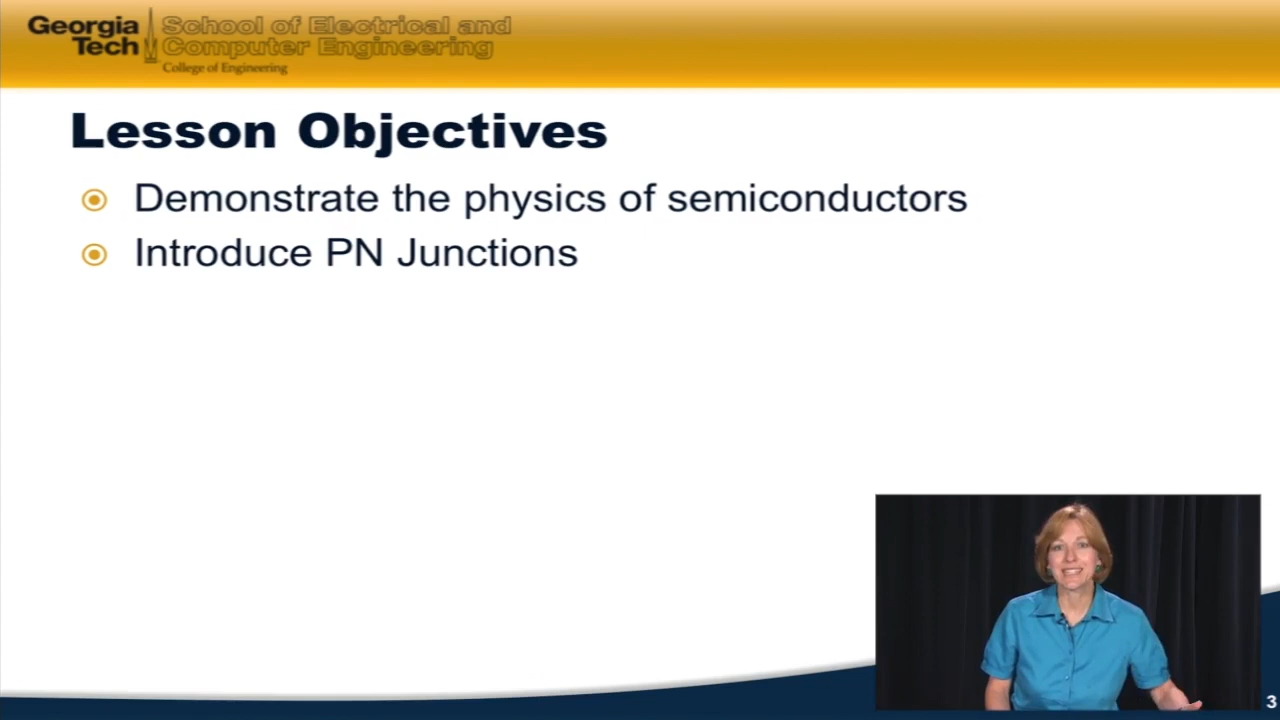 Georgia Tech
School of Electrical and
Computer Engineering
College of Engineering
Lesson Objectives
Demonstrate the physics of semiconductors
Introduce PN Junctions
3